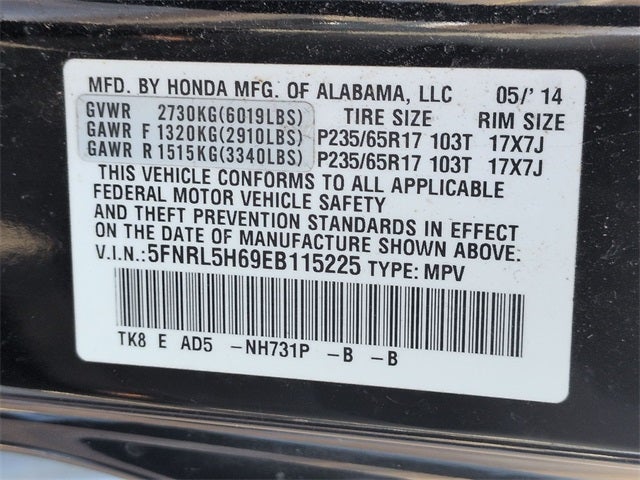 MFD. BY HONDA MFG. OF ALABAMA, LLC 05/' 14
GVWR 2730KG(6019LBS) TIRE SIZE RIM SIZE
GAWR F 1320KG(2910LBS) P235/65R17 103T 17X7J
GAWR R 1515KG(3340LBS) P235/65R17 103T 17X7J
THIS VEHICLE CONFORMS TO ALL APPLICABLE
FEDERAL MOTOR VEHICLE SAFETY
AND THEFT PREVENTION STANDARDS IN EFFECT
ON THE DATE OF MANUFACTURE SHOWN ABOVE:
V.I.N.:5FNRL5H69EB115225 TYPE: MPV
TK8 E AD5 -NH731P -B -B